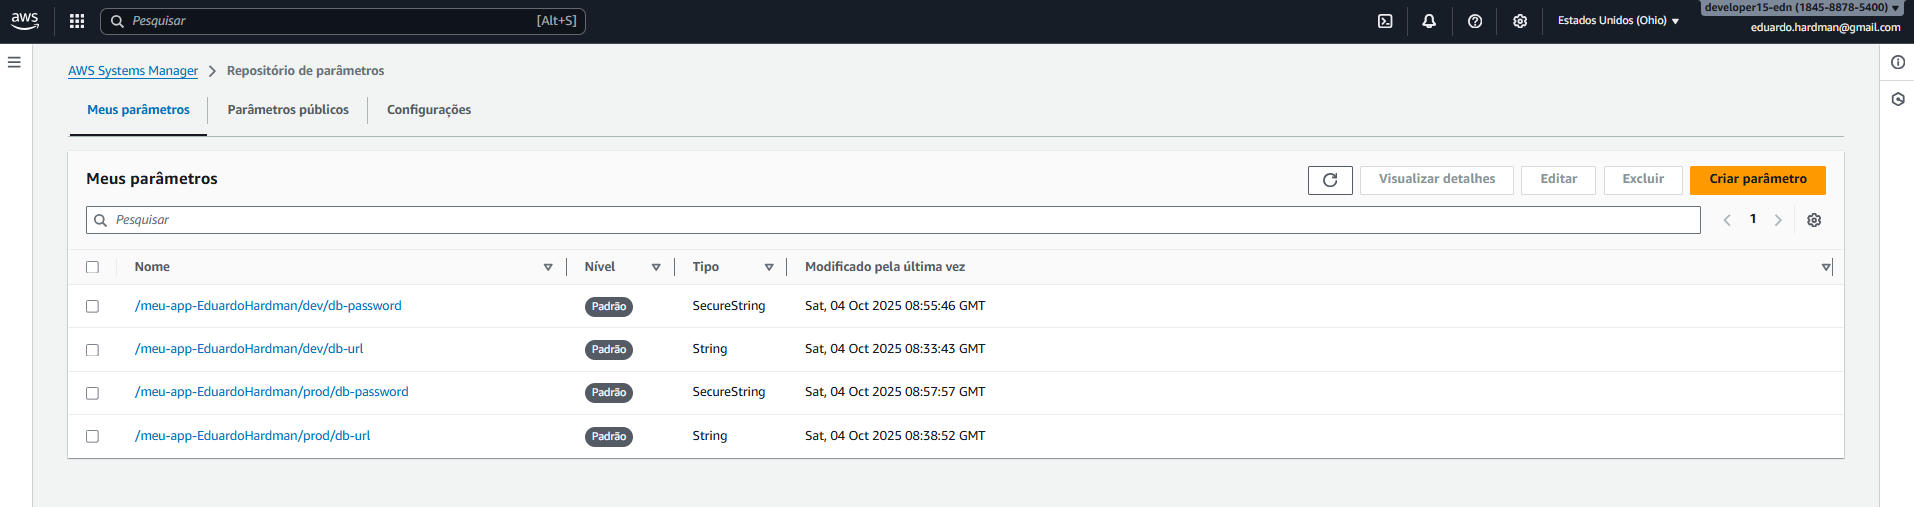 aws
Pesquisar [Alt+S]
Estados Unidos (Ohio)
developer15-edn (1845-8878-5400)
eduardo.hardman@gmail.com
AWS Systems Manager > Repositório de parâmetros
Meus parâmetros
Parâmetros públicos
Configurações
Meus parâmetros
Visualizar detalhes
Editar
Excluir
Criar parâmetro
Pesquisar
1
Nome Nível Tipo Modificado pela última vez
/meu-app-EduardoHardman/dev/db-password Padrão SecureString Sat, 04 Oct 2025 08:55:46 GMT
/meu-app-EduardoHardman/dev/db-url Padrão String Sat, 04 Oct 2025 08:33:43 GMT
/meu-app-EduardoHardman/prod/db-password Padrão SecureString Sat, 04 Oct 2025 08:57:57 GMT
/meu-app-EduardoHardman/prod/db-url Padrão String Sat, 04 Oct 2025 08:38:52 GMT